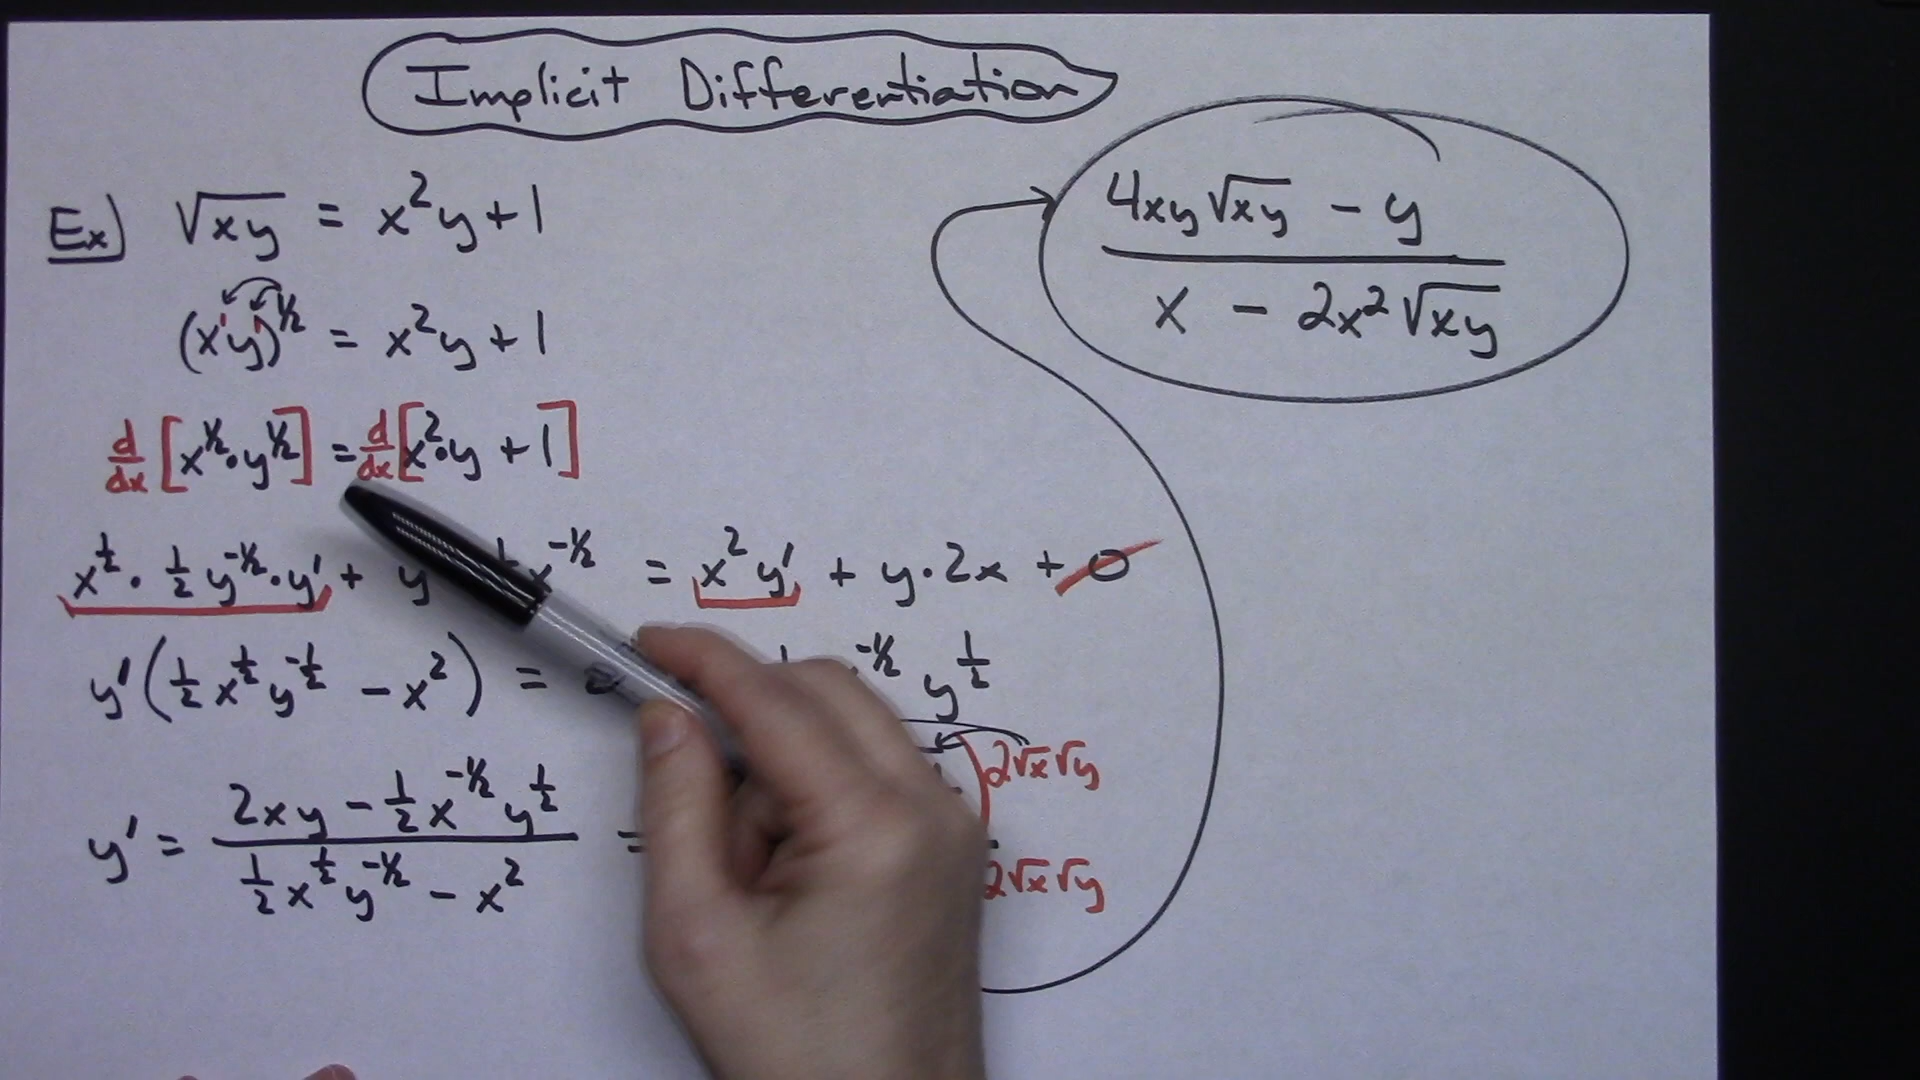 Implicit Differentiation
Ex) √xy = x²y + 1
(x'y')^½ = x²y + 1
d/dx [x^½ · y^½] = d/dx [x² · y + 1]
x^½ · ½ y^-½ · y' + y x^-½ = x² y' + y · 2x + 0
y' (½ x^½ y^-½ - x²) = x^-½ y^½
y' = (2xy - ½ x^-½ y^½) / (½ x^½ y^-½ - x²) =
2√x√y
2√x√y
4xy√xy - y
x - 2x²√xy